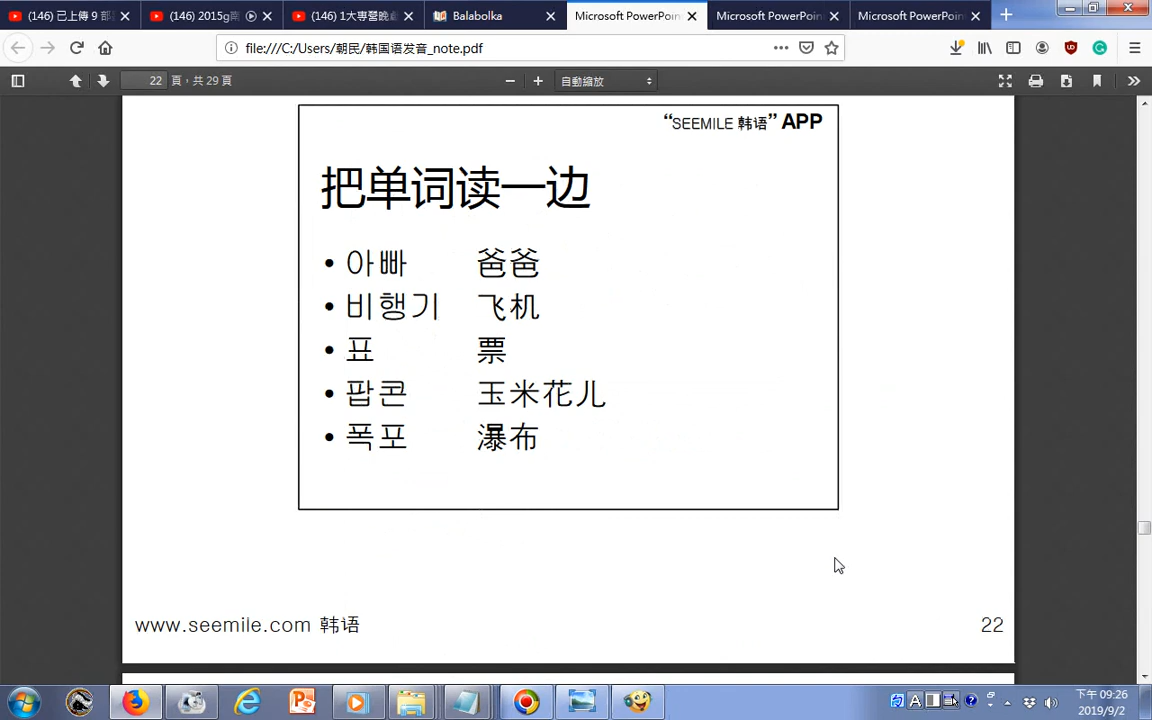 (146) 已上傳 9 部
(146) 2015g
(146) 1大専營晚
Balabolka
Microsoft PowerPoin
Microsoft PowerPoin
Microsoft PowerPoin
file:///C:/Users/朝民/韩国语发音_note.pdf
22 頁，共 29 頁
自動縮放
“SEEMILE 韩语” APP
把单词读一边
• 아빠 爸爸
• 비행기 飞机
• 표 票
• 팝콘 玉米花儿
• 폭포 瀑布
www.seemile.com 韩语
22
下午 09:26
2019/9/2